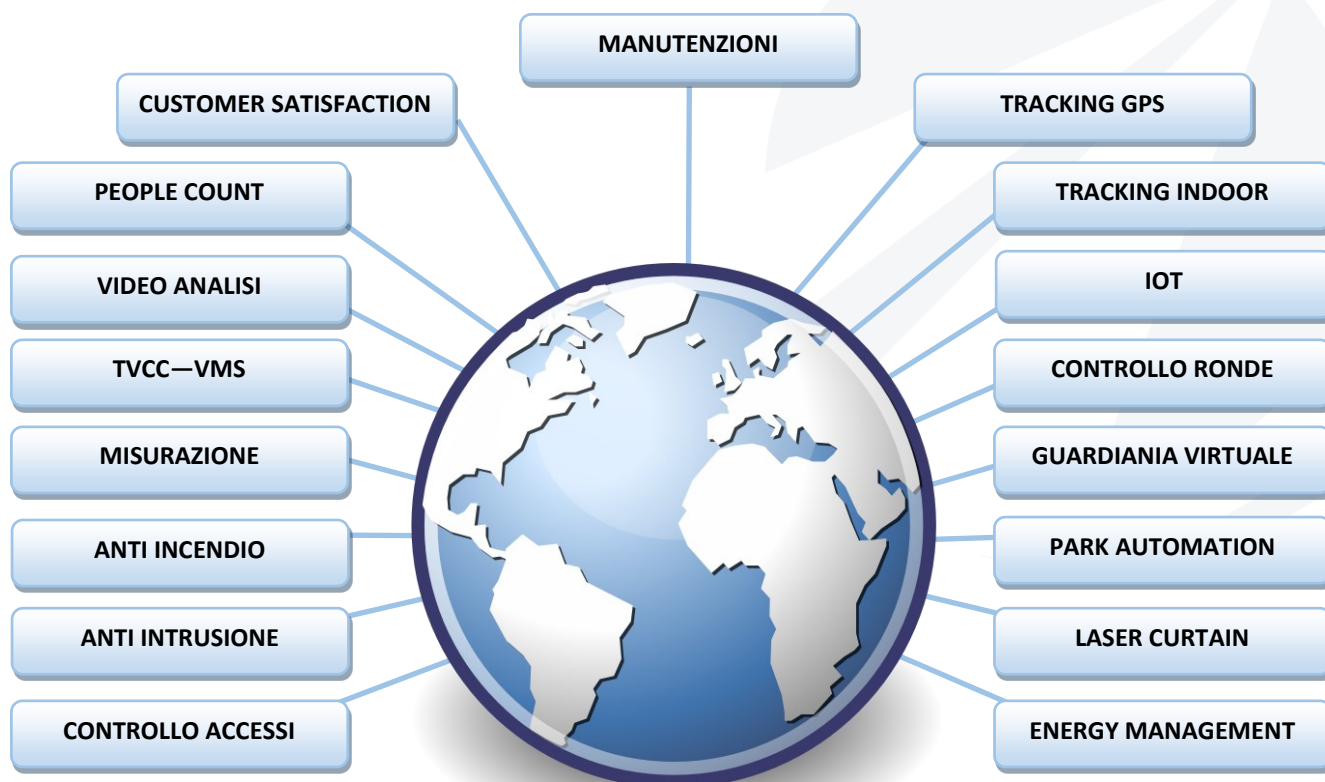 MANUTENZIONI
CUSTOMER SATISFACTION
TRACKING GPS
PEOPLE COUNT
TRACKING INDOOR
VIDEO ANALISI
IOT
TVCC—VMS
CONTROLLO RONDE
MISURAZIONE
GUARDIANIA VIRTUALE
ANTI INCENDIO
PARK AUTOMATION
ANTI INTRUSIONE
LASER CURTAIN
CONTROLLO ACCESSI
ENERGY MANAGEMENT